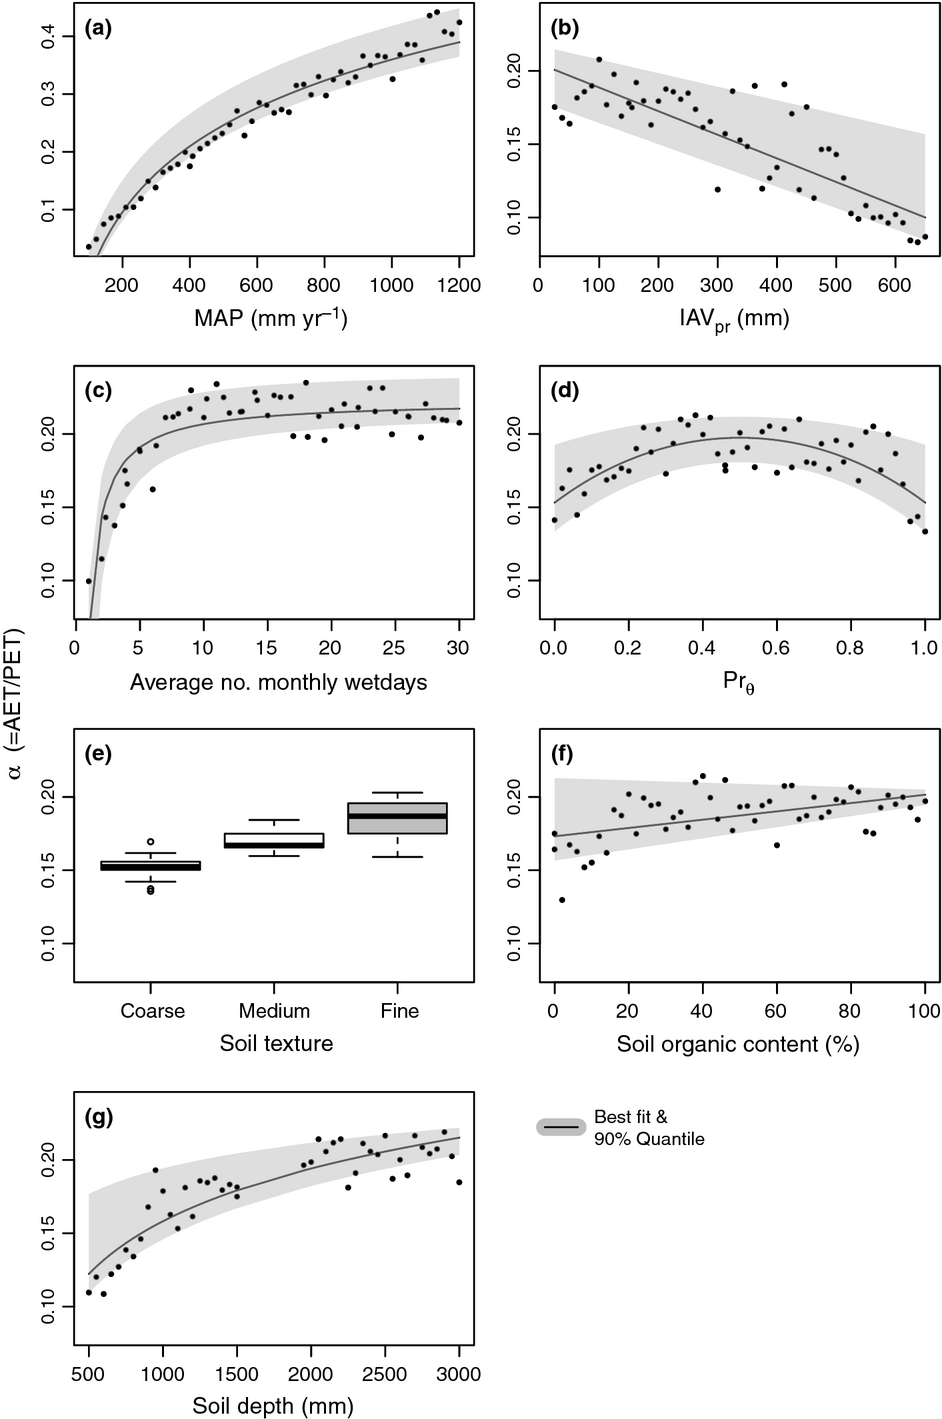 (a)
0.4
0.3
0.2
0.1
200 400 600 800 1000 1200
MAP (mm yr⁻¹)
(b)
0.20
0.15
0.10
0 100 200 300 400 500 600
IAVpr (mm)
(c)
0.20
0.15
0.10
0 5 10 15 20 25 30
Average no. monthly wetdays
(d)
0.20
0.15
0.10
0.0 0.2 0.4 0.6 0.8 1.0
Prθ
α (=AET/PET)
(e)
0.20
0.15
0.10
Coarse Medium Fine
Soil texture
(f)
0.20
0.15
0.10
0 20 40 60 80 100
Soil organic content (%)
(g)
0.20
0.15
0.10
500 1000 1500 2000 2500 3000
Soil depth (mm)
Best fit &
90% Quantile